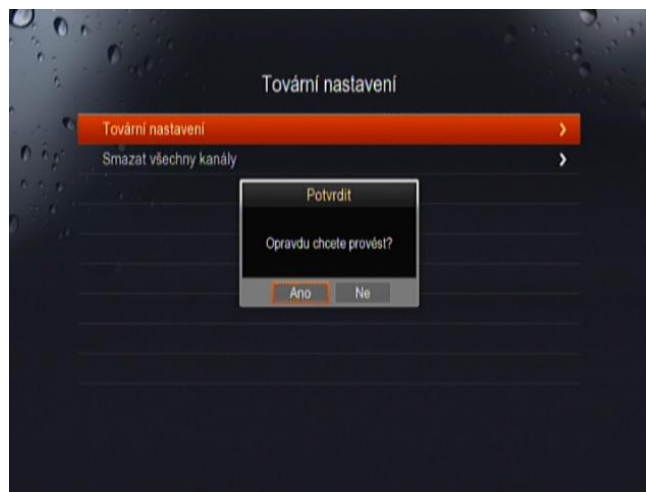 Tovární nastavení
Tovární nastavení
Smazat všechny kanály
Potvrdit
Opravdu chcete provést?
Ano Ne